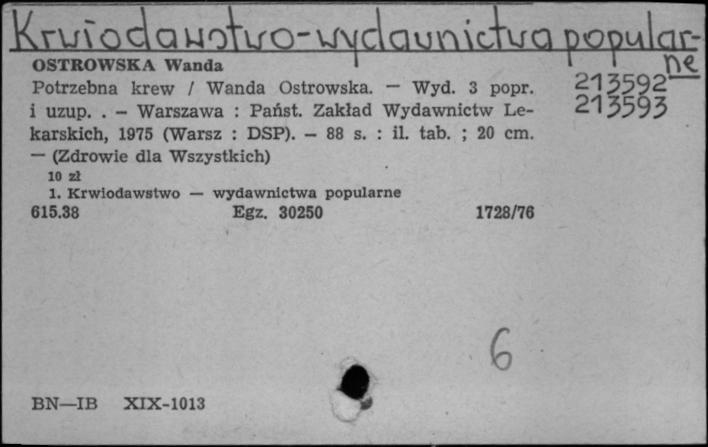 Krwiodawstwo-wydawnictwa popular-
ne
OSTROWSKA Wanda
Potrzebna krew / Wanda Ostrowska. — Wyd. 3 popr.
213592
i uzup. . – Warszawa : Państ. Zakład Wydawnictw Le-
213593
karskich, 1975 (Warsz : DSP). – 88 s. : il. tab. ; 20 cm.
— (Zdrowie dla Wszystkich)
10 zł
1. Krwiodawstwo — wydawnictwa popularne
615.38 Egz. 30250 1728/76
6
BN—IB XIX-1013